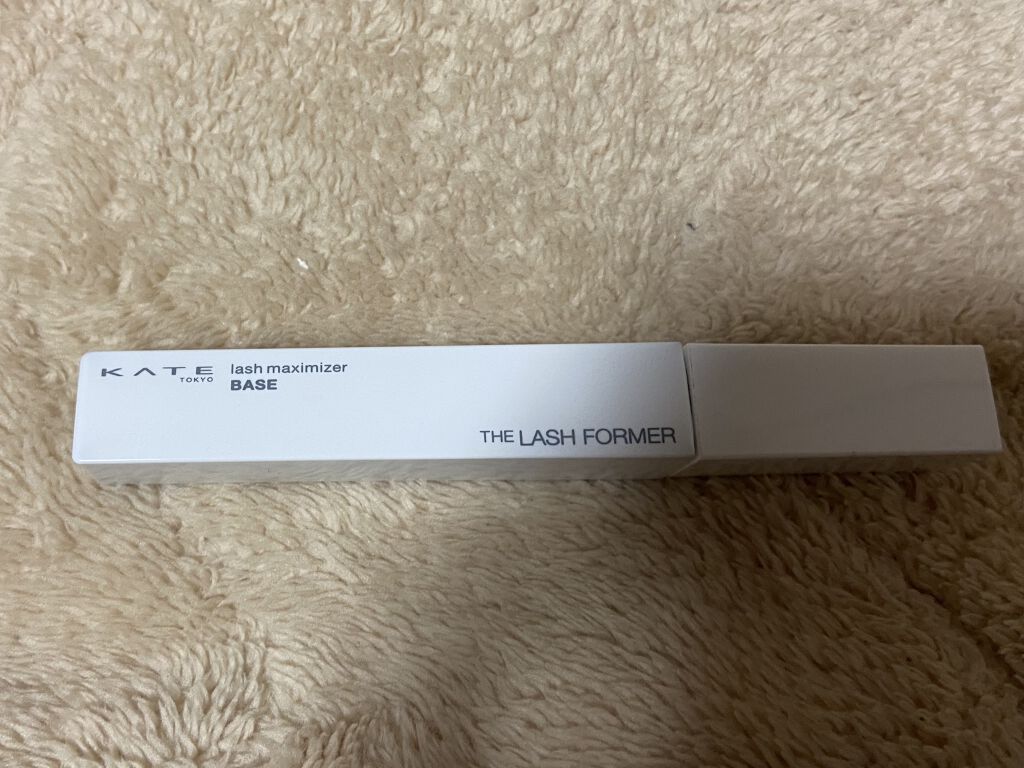 KATE
TOKYO
lash maximizer
BASE
THE LASH FORMER